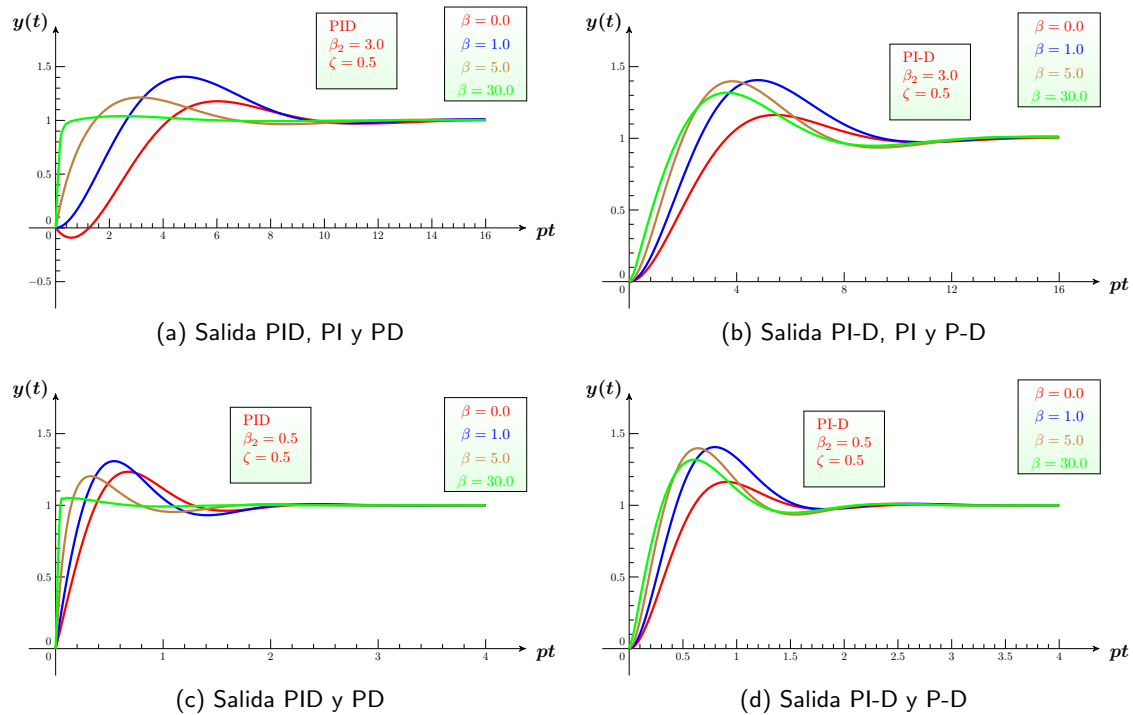 y(t)
PID
β₂ = 3.0
ζ = 0.5
β = 0.0
β = 1.0
β = 5.0
β = 30.0
1.5
1
0.5
0
−0.5
0 2 4 6 8 10 12 14 16
pt
(a) Salida PID, PI y PD
y(t)
PI-D
β₂ = 3.0
ζ = 0.5
β = 0.0
β = 1.0
β = 5.0
β = 30.0
1.5
1
0.5
0
0 4 8 12 16
pt
(b) Salida PI-D, PI y P-D
y(t)
PID
β₂ = 0.5
ζ = 0.5
β = 0.0
β = 1.0
β = 5.0
β = 30.0
1.5
1
0.5
0
0 1 2 3 4
pt
(c) Salida PID y PD
y(t)
PI-D
β₂ = 0.5
ζ = 0.5
β = 0.0
β = 1.0
β = 5.0
β = 30.0
1.5
1
0.5
0
0 0.5 1 1.5 2 2.5 3 3.5 4
pt
(d) Salida PI-D y P-D